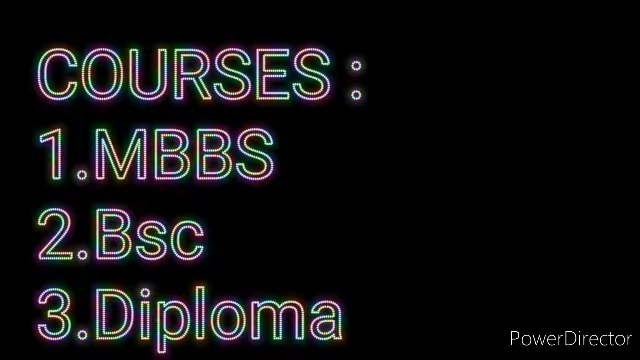 COURSES :
1.MBBS
2.Bsc
3.Diploma
PowerDirector